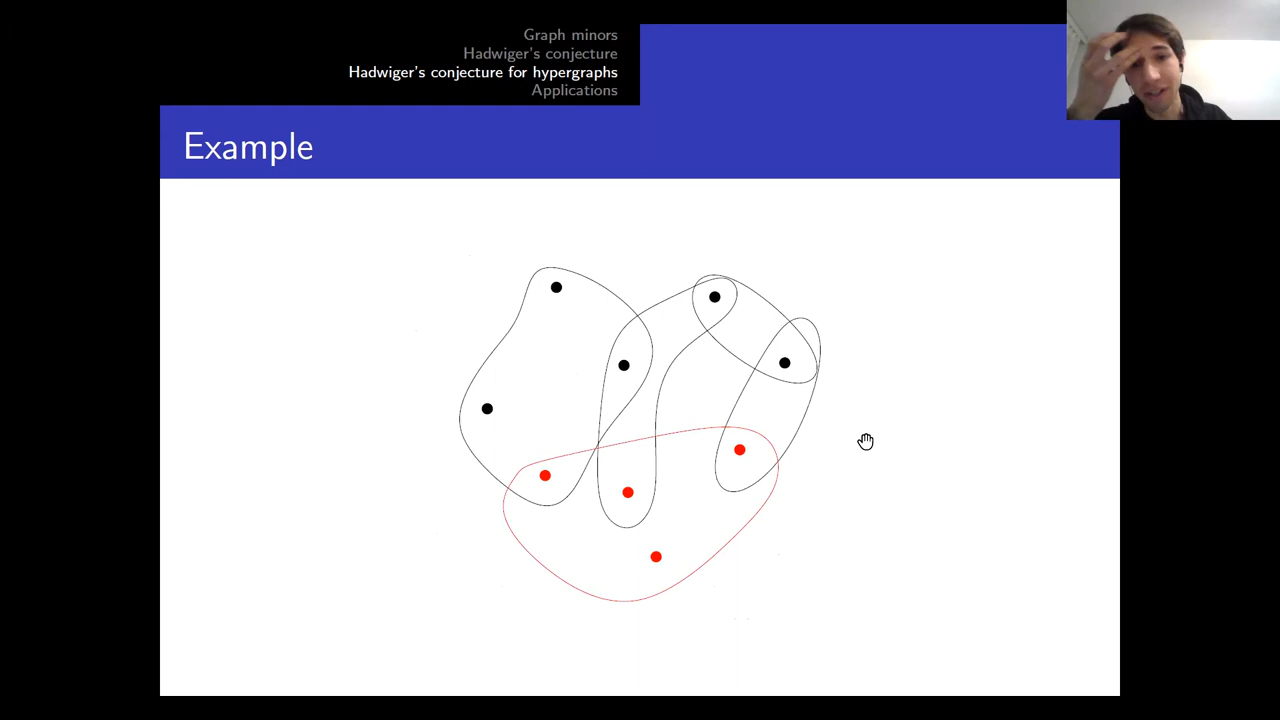 Graph minors
Hadwiger's conjecture
Hadwiger's conjecture for hypergraphs
Applications
Example